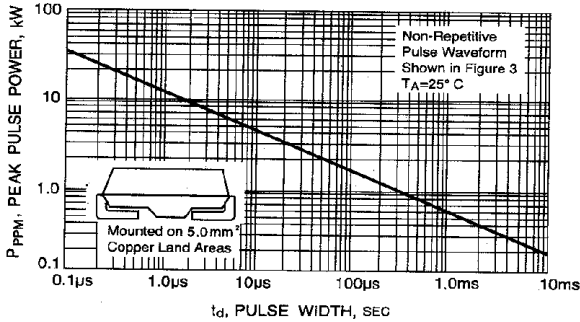 100
10
1.0
0.1
P PPM, PEAK PULSE POWER, kW
Non-Repetitive
Pulse Waveform
Shown in Figure 3
TA=25° C
Mounted on 5.0mm²
Copper Land Areas
0.1µs 1.0µs 10µs 100µs 1.0ms 10ms
td, PULSE WIDTH, SEC